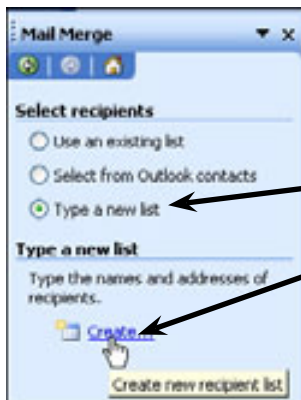 Mail Merge
Select recipients
Use an existing list
Select from Outlook contacts
Type a new list
Type a new list
Type the names and addresses of
recipients.
Create...
Create new recipient list